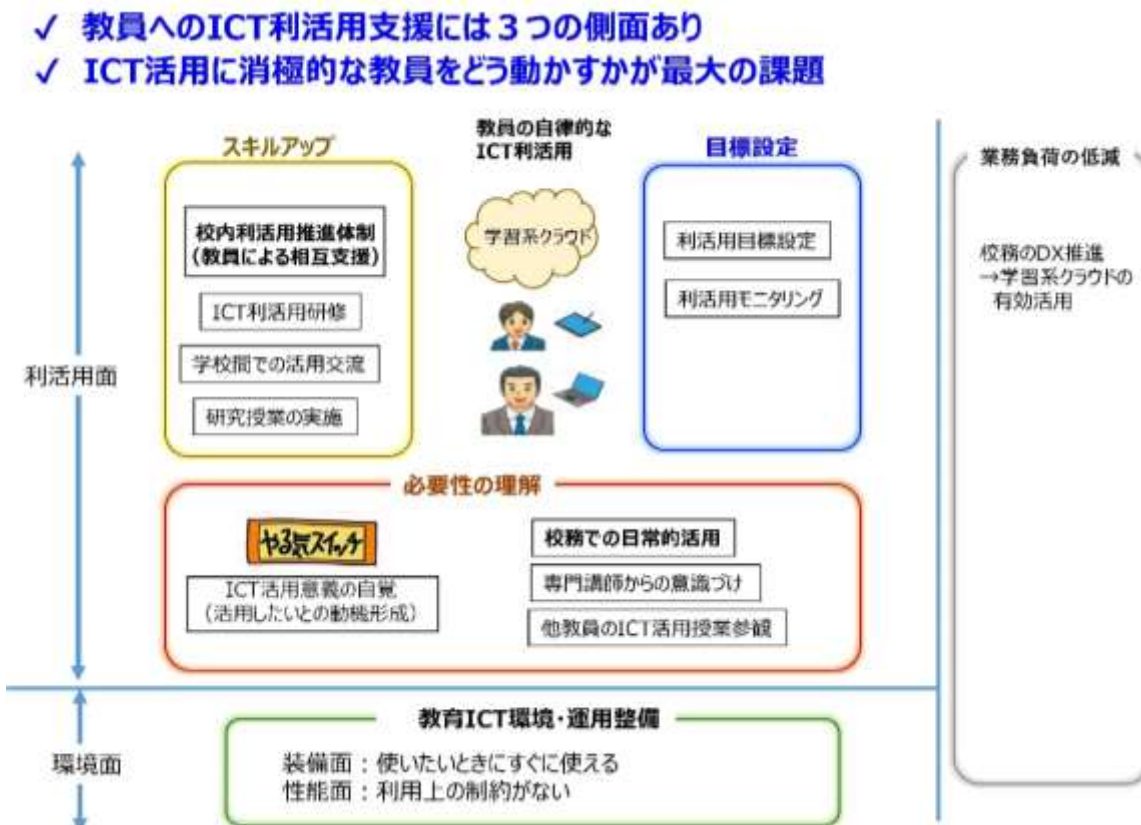 ✓ 教員へのICT利活用支援には３つの側面あり
✓ ICT活用に消極的な教員をどう動かすかが最大の課題
利活用面
スキルアップ
校内利活用推進体制
(教員による相互支援)
ICT利活用研修
学校間での活用交流
研究授業の実施
教員の自律的な
ICT利活用
学習系クラウド
目標設定
利活用目標設定
利活用モニタリング
必要性の理解
やる気スイッチ
ICT活用意義の自覚
(活用したいとの動機形成)
校務での日常的活用
専門講師からの意識づけ
他教員のICT活用授業参観
環境面
教育ICT環境・運用整備
装備面：使いたいときにすぐに使える
性能面：利用上の制約がない
業務負荷の低減
校務のDX推進
→学習系クラウドの
有効活用